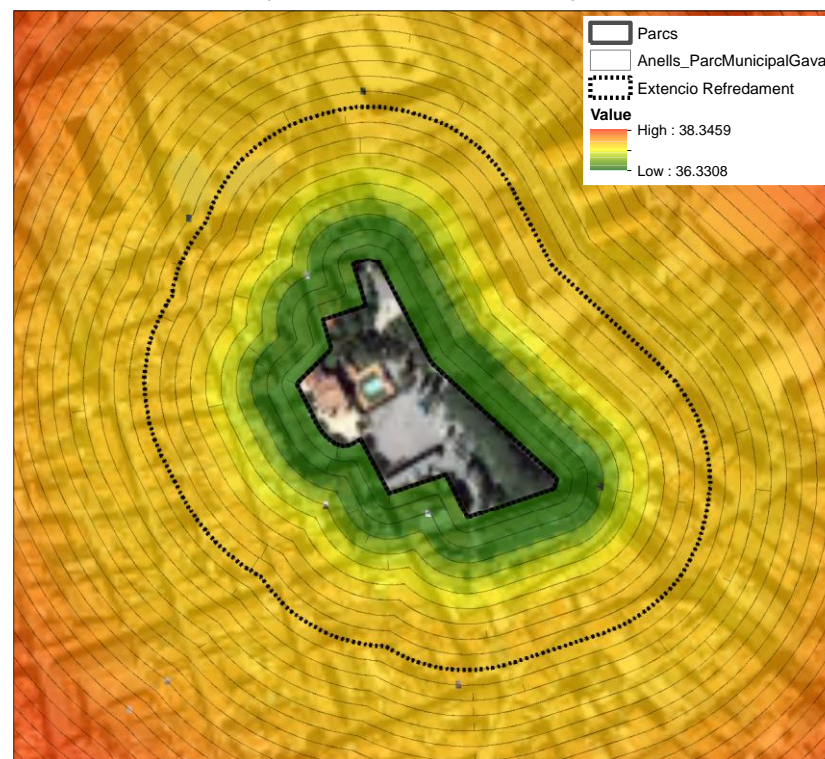 Parcs
Anells_ParcMunicipalGava
Extencio Refredament
Value
High : 38.3459
Low : 36.3308